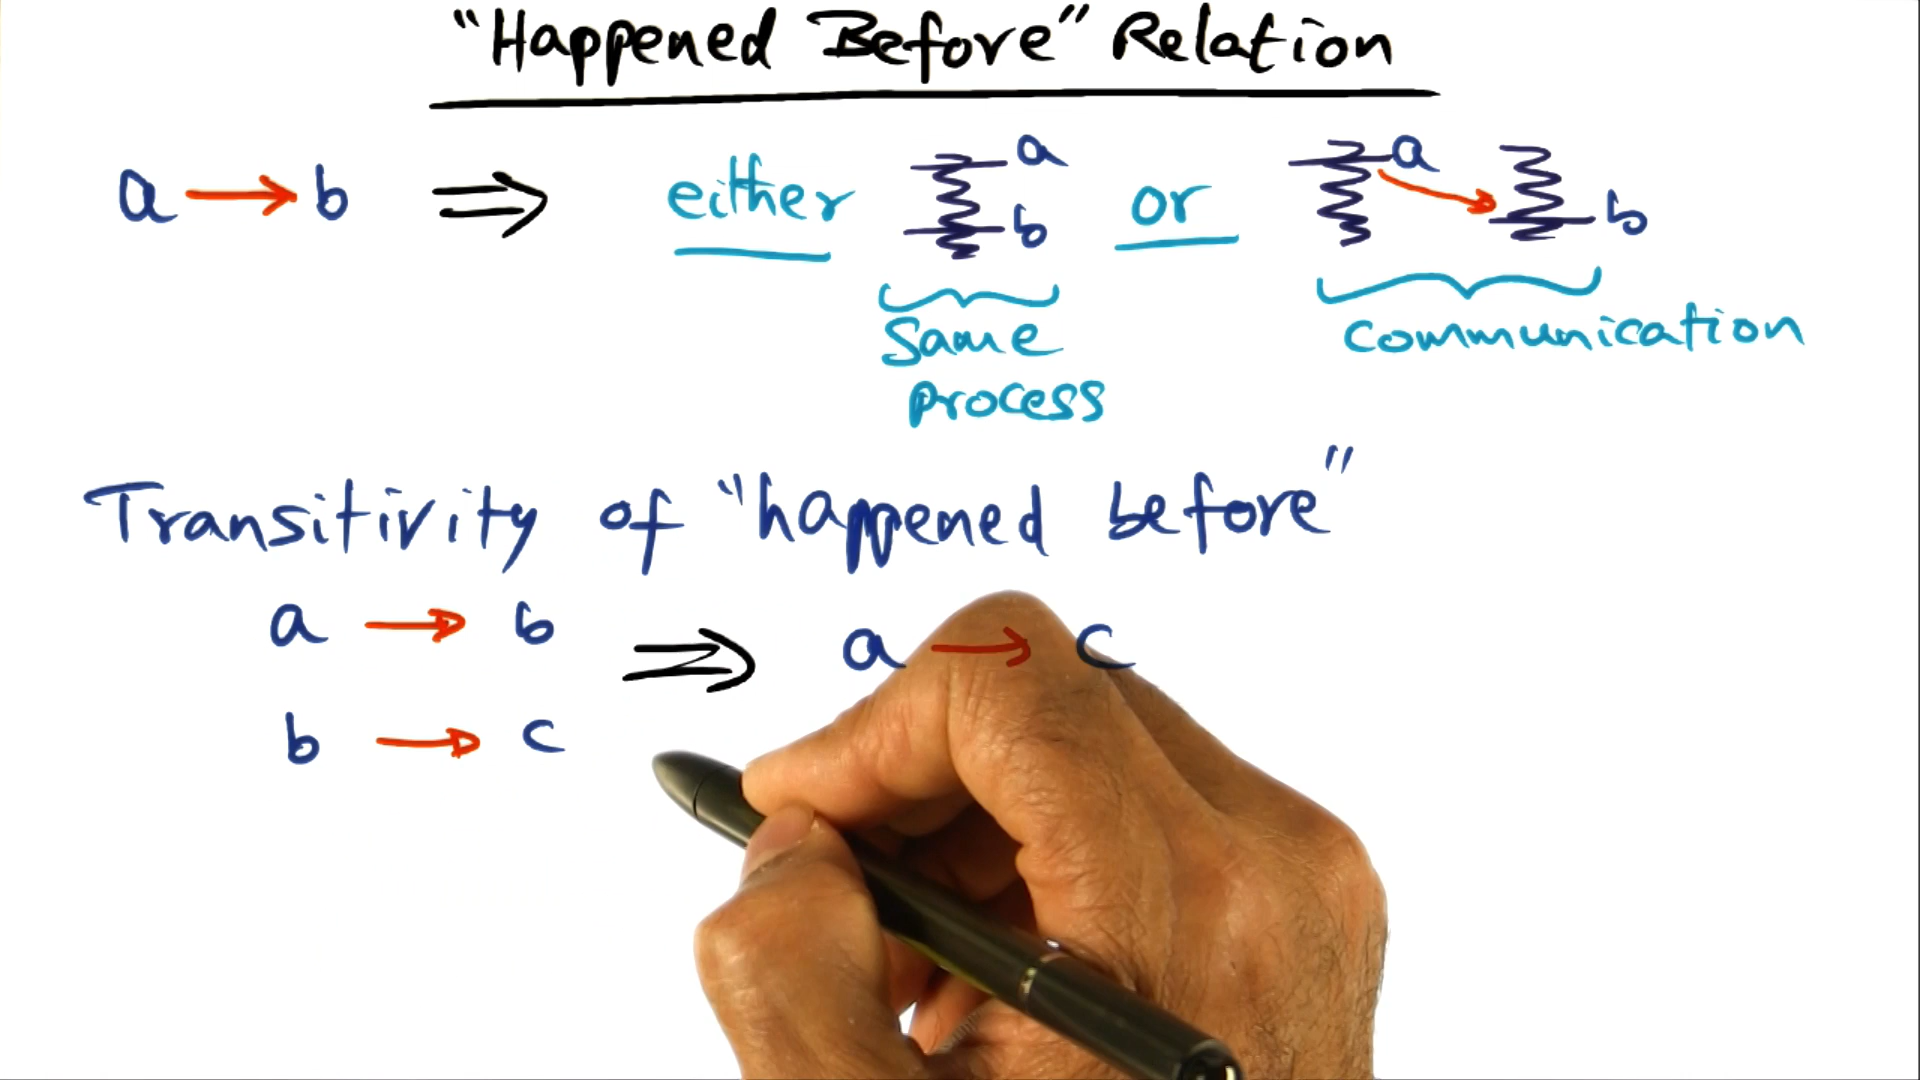 "Happened Before" Relation
a → b ⇒ either a b or a b
Same process
communication
Transitivity of "happened before"
a → b ⇒ a → c
b → c